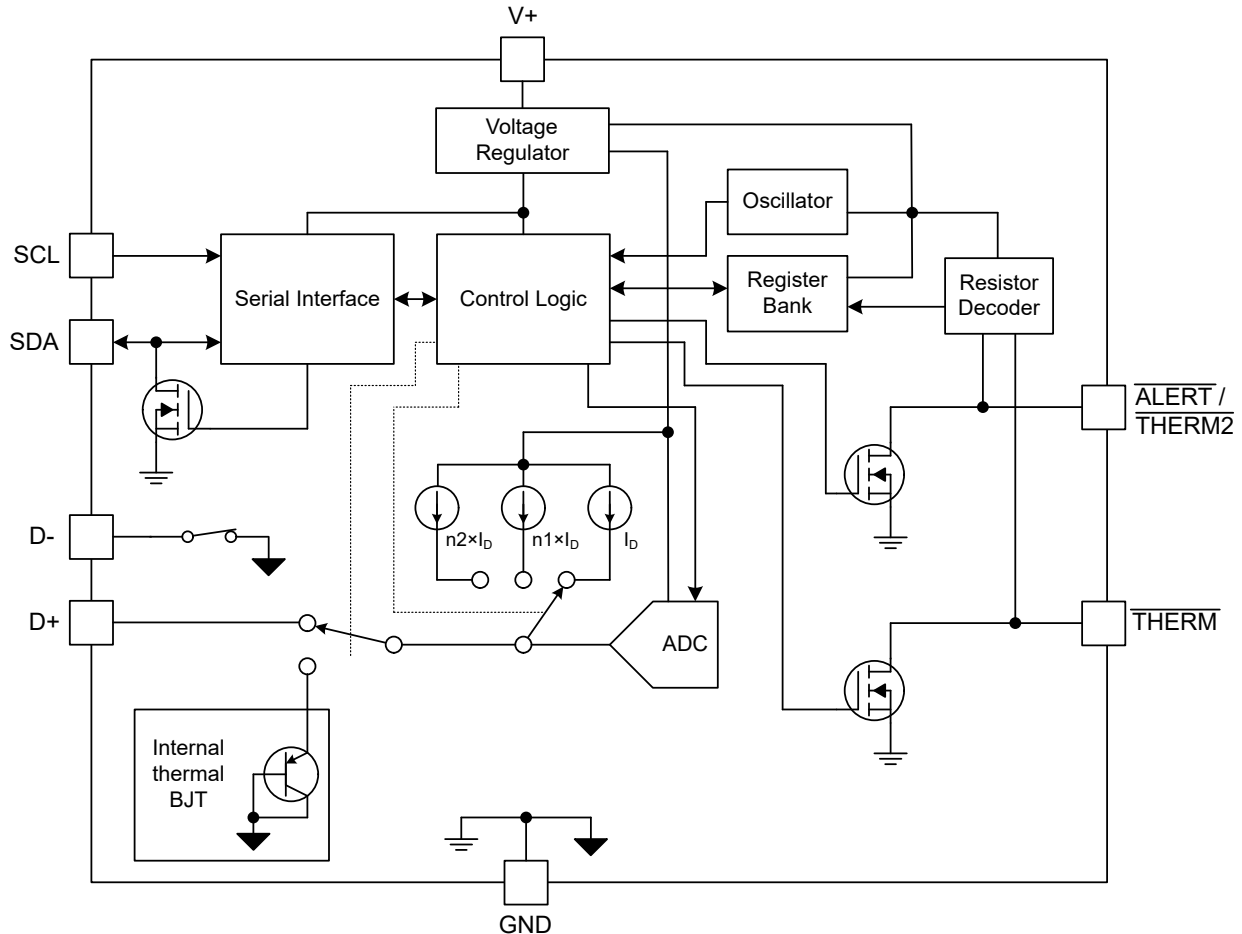 V+
Voltage
Regulator
Oscillator
SCL
Serial Interface
Control Logic
Register
Bank
Resistor
Decoder
SDA
ALERT /
THERM2
n2×ID
n1×ID
ID
D-
D+
ADC
THERM
Internal
thermal
BJT
GND